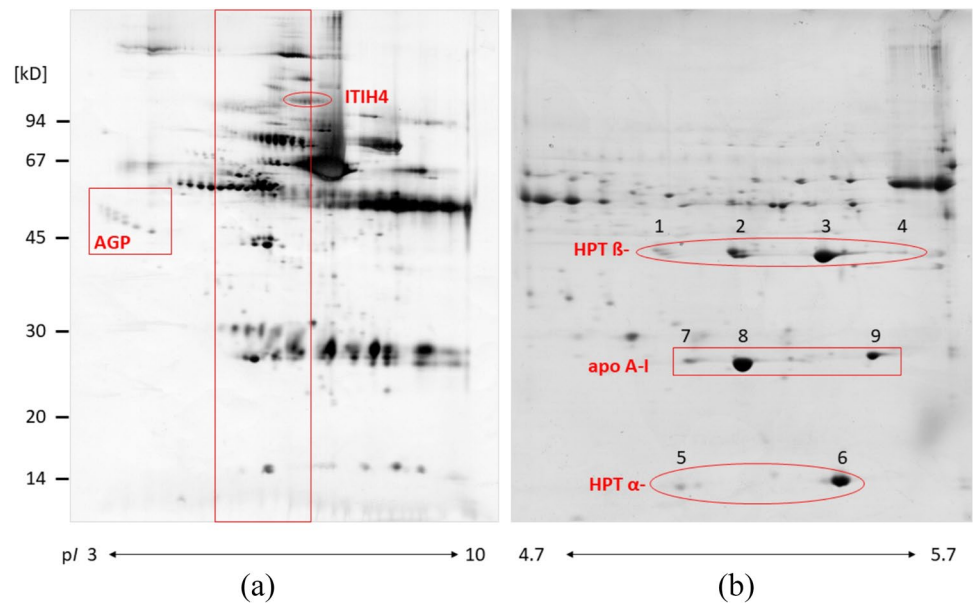 [kD]
94
67
45
30
20
14
ITIH4
AGP
pI 3
10
(a)
1 2 3 4
HPT ß-
7 8 9
apo A-I
5 6
HPT α-
4.7
5.7
(b)